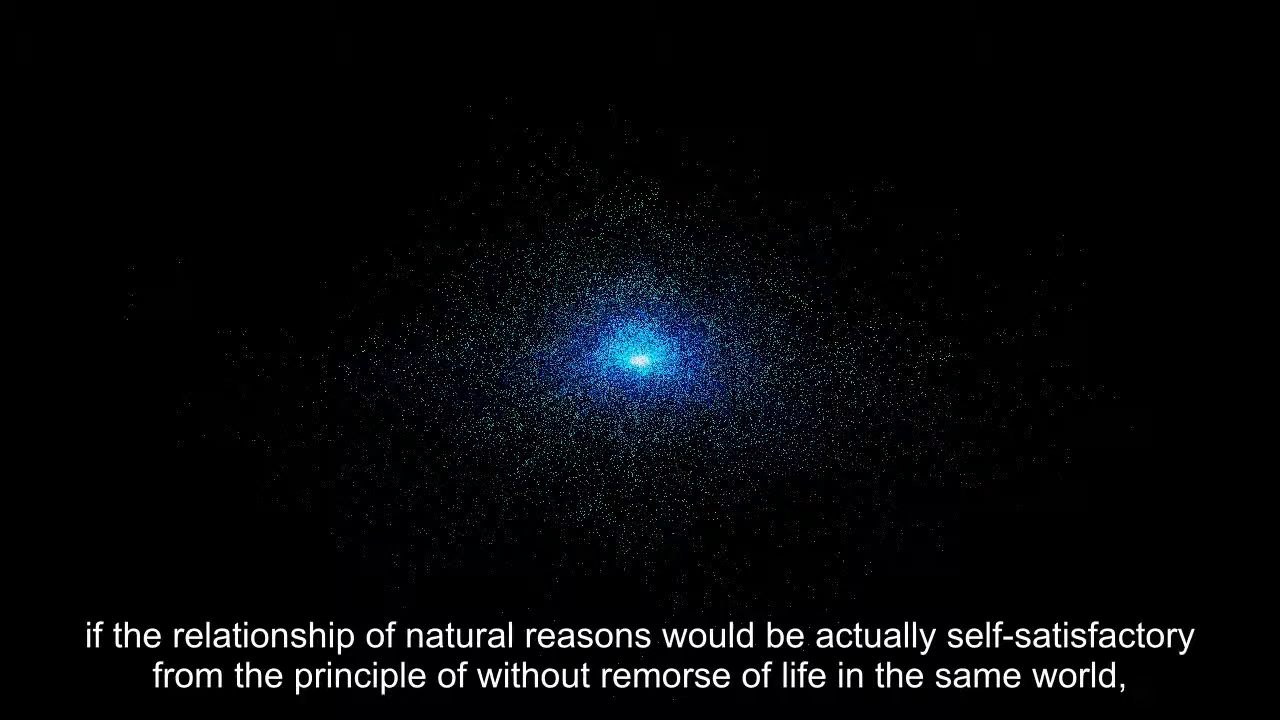 if the relationship of natural reasons would be actually self-satisfactory
from the principle of without remorse of life in the same world,